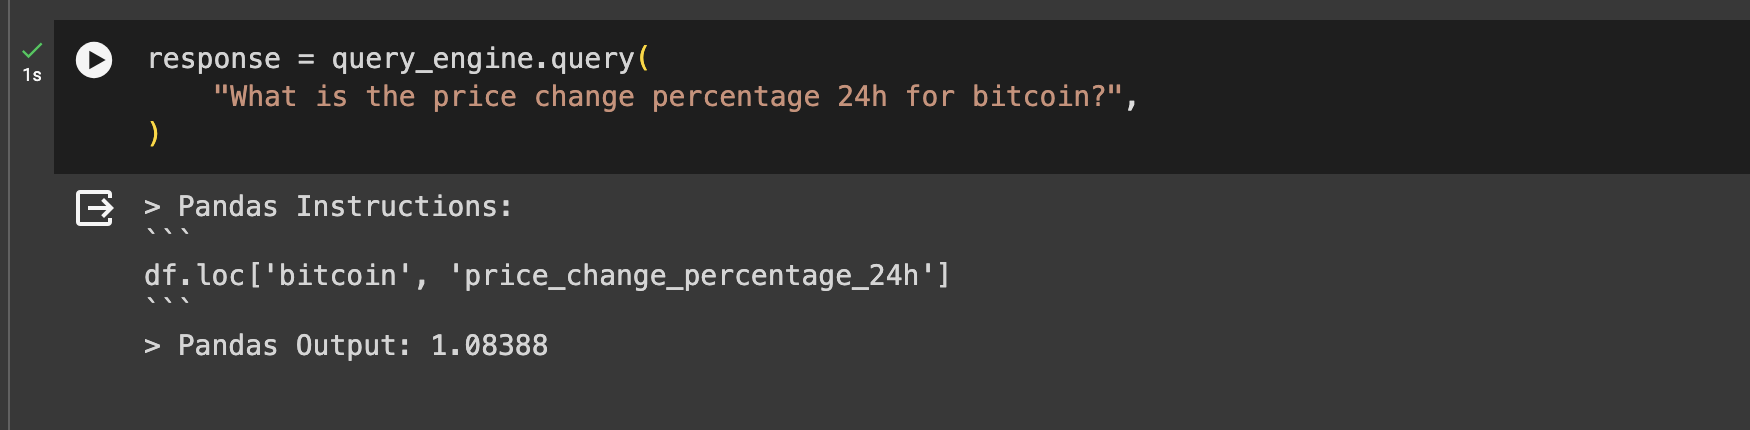 response = query_engine.query(
1s
    "What is the price change percentage 24h for bitcoin?",
)
> Pandas Instructions:
```
df.loc['bitcoin', 'price_change_percentage_24h']
```
> Pandas Output: 1.08388